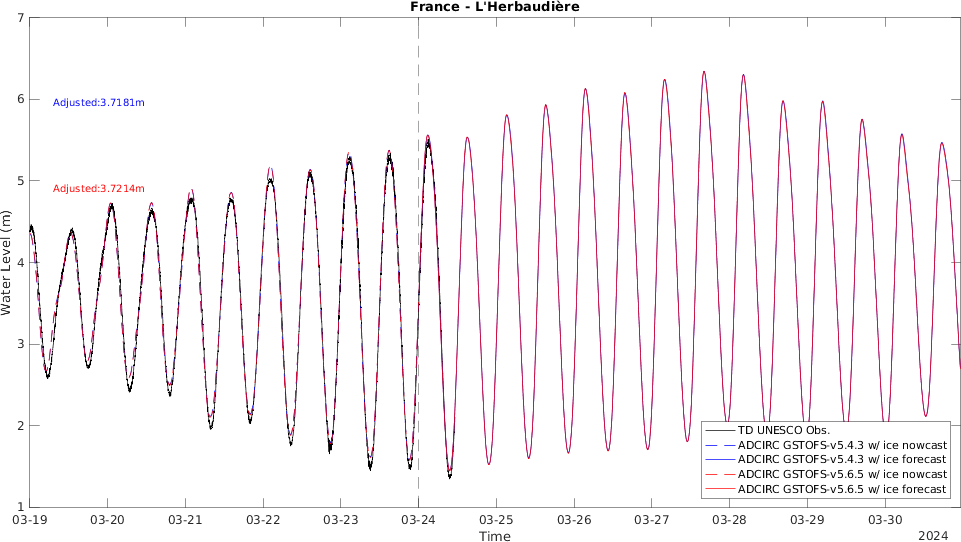 France - L'Herbaudière
7
6
5
4
3
2
1
Water Level (m)
Adjusted:3.7181m
Adjusted:3.7214m
TD UNESCO Obs.
ADCIRC GSTOFS-v5.4.3 w/ ice nowcast
ADCIRC GSTOFS-v5.4.3 w/ ice forecast
ADCIRC GSTOFS-v5.6.5 w/ ice nowcast
ADCIRC GSTOFS-v5.6.5 w/ ice forecast
03-19 03-20 03-21 03-22 03-23 03-24 03-25 03-26 03-27 03-28 03-29 03-30
Time
2024